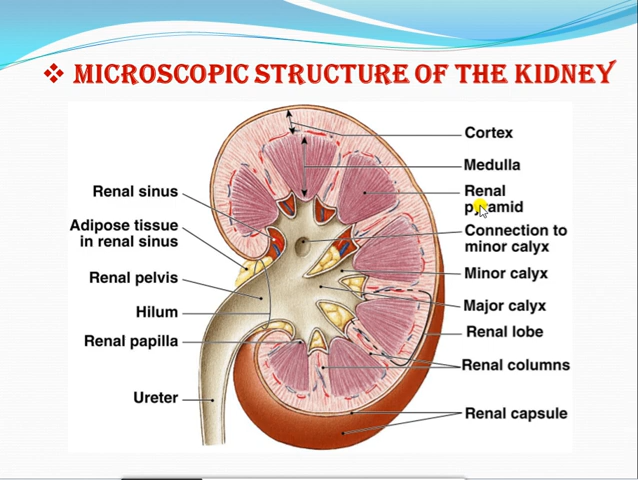 ❖ MICROSCOPIC STRUCTURE OF THE KIDNEY
Cortex
Medulla
Renal
pyramid
Connection to
minor calyx
Minor calyx
Major calyx
Renal lobe
Renal columns
Renal capsule
Renal sinus
Adipose tissue
in renal sinus
Renal pelvis
Hilum
Renal papilla
Ureter